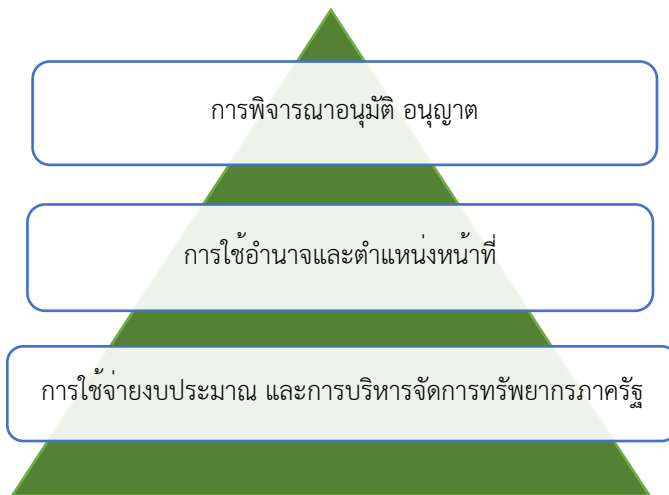 การพิจารณาอนุมัติ อนุญาต
การใช้อำนาจและตำแหน่งหน้าที่
การใช้จ่ายงบประมาณ และการบริหารจัดการทรัพยากรภาครัฐ